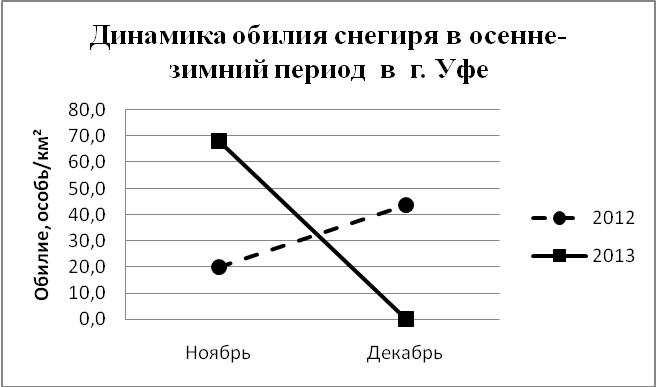 Динамика обилия снегиря в осенне-
зимний период в г. Уфе
Обилие, особь/км²
80,0
70,0
60,0
50,0
40,0
30,0
20,0
10,0
0,0
Ноябрь
Декабрь
2012
2013